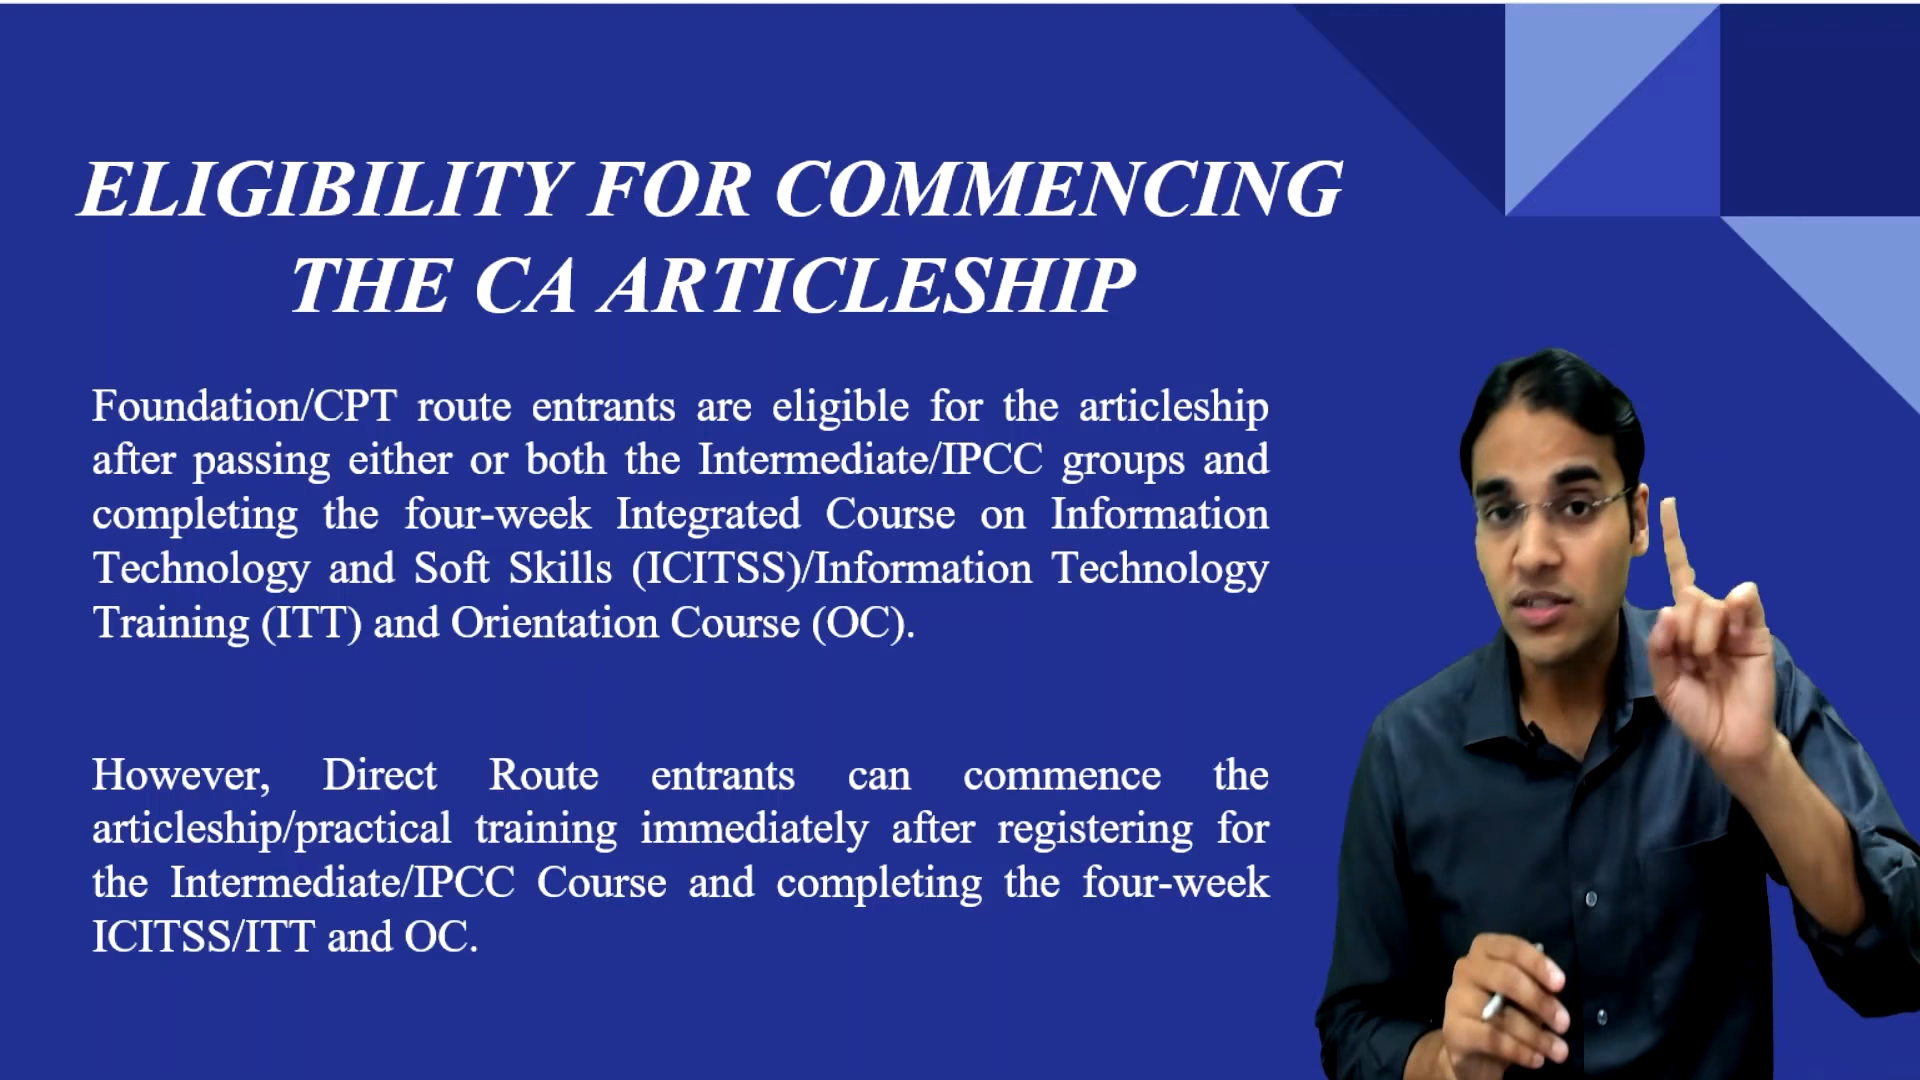 ELIGIBILITY FOR COMMENCING
THE CA ARTICLESHIP
Foundation/CPT route entrants are eligible for the articleship
after passing either or both the Intermediate/IPCC groups and
completing the four-week Integrated Course on Information
Technology and Soft Skills (ICITSS)/Information Technology
Training (ITT) and Orientation Course (OC).
However, Direct Route entrants can commence the
articleship/practical training immediately after registering for
the Intermediate/IPCC Course and completing the four-week
ICITSS/ITT and OC.